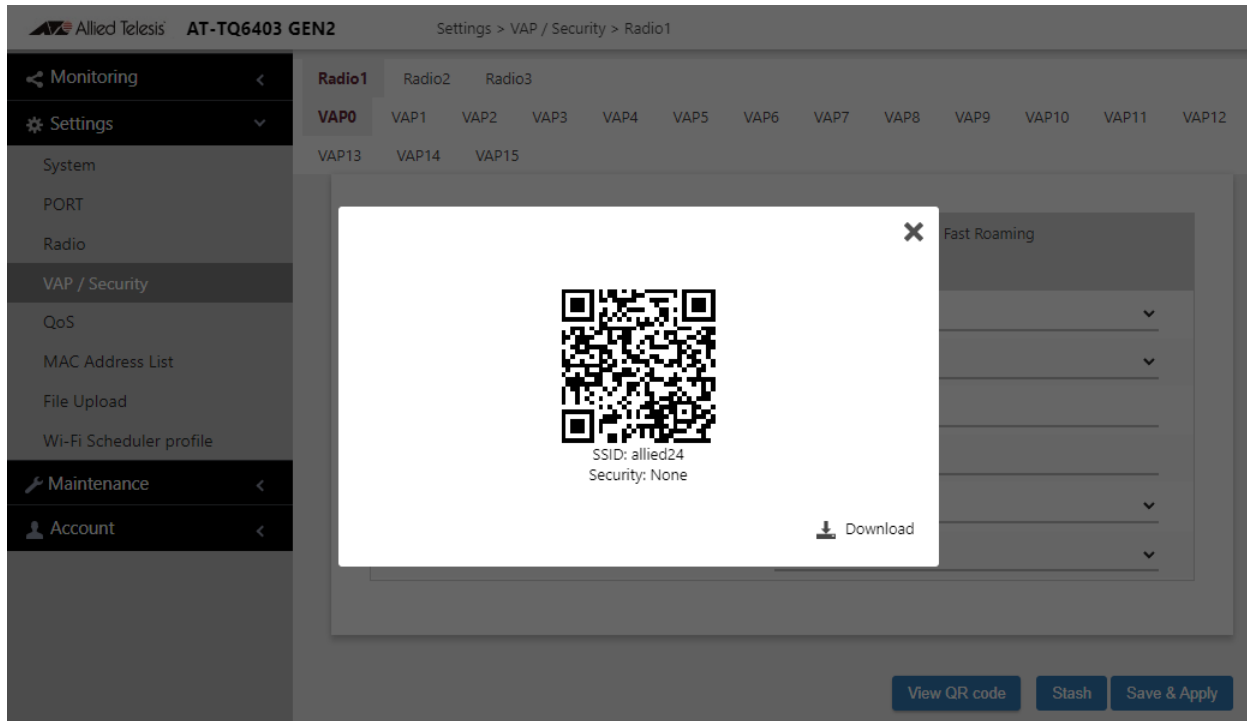 Allied Telesis AT-TQ6403 GEN2 Settings > VAP / Security > Radio1
Monitoring
Settings
System
PORT
Radio
VAP / Security
QoS
MAC Address List
File Upload
Wi-Fi Scheduler profile
Maintenance
Account
Radio1 Radio2 Radio3
VAP0 VAP1 VAP2 VAP3 VAP4 VAP5 VAP6 VAP7 VAP8 VAP9 VAP10 VAP11 VAP12
VAP13 VAP14 VAP15
Fast Roaming
SSID: allied24
Security: None
Download
View QR code Stash Save & Apply